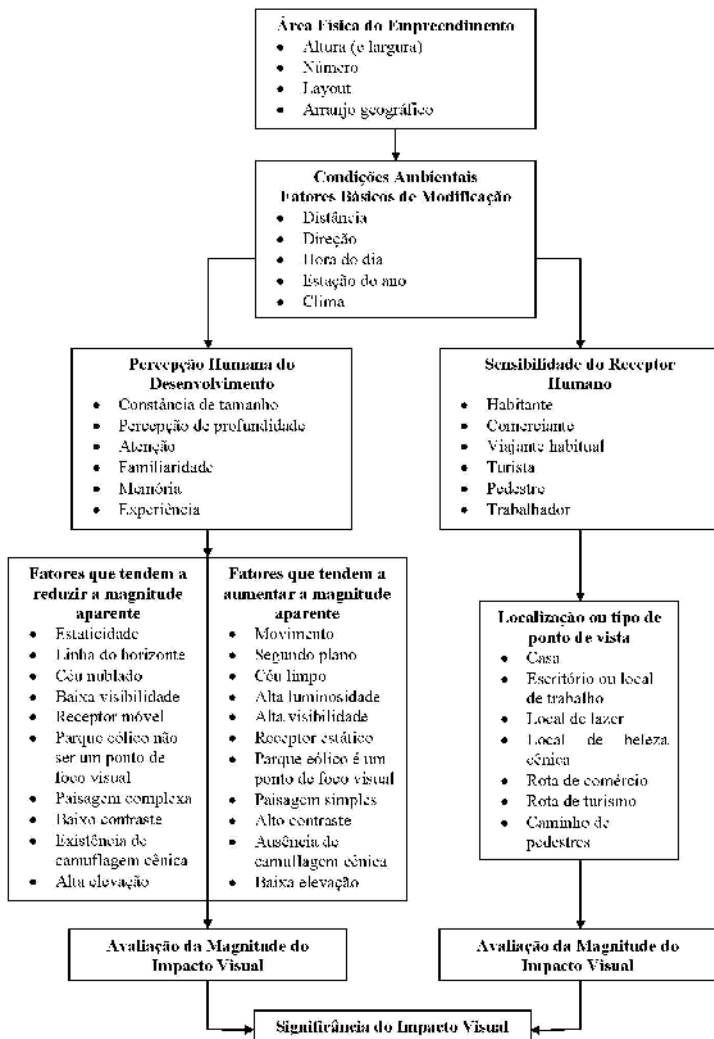 Área Física do Empreendimento
• Altura (e largura)
• Número
• Layout
• Arranjo geográfico
Condições Ambientais
Fatores Básicos de Modificação
• Distância
• Direção
• Hora do dia
• Estação do ano
• Clima
Percepção Humana do
Desenvolvimento
• Constância de tamanho
• Percepção de profundidade
• Atenção
• Familiaridade
• Memória
• Experiência
Sensibilidade do Receptor
Humano
• Habitante
• Comerciante
• Viajante habitual
• Turista
• Pedestre
• Trabalhador
Fatores que tendem a
reduzir a magnitude
aparente
• Estaticidade
• Linha do horizonte
• Céu nublado
• Baixa visibilidade
• Receptor móvel
• Parque eólico não
ser um ponto de
foco visual
• Paisagem complexa
• Baixo contraste
• Existência de
camuflagem cênica
• Alta elevação
Fatores que tendem a
aumentar a magnitude
aparente
• Movimento
• Segundo plano
• Céu limpo
• Alta luminosidade
• Alta visibilidade
• Receptor estático
• Parque eólico é um
ponto de foco visual
• Paisagem simples
• Alto contraste
• Ausência de
camuflagem cênica
• Baixa elevação
Localização ou tipo de
ponto de vista
• Casa
• Escritório ou local
de trabalho
• Local de lazer
• Local de beleza
cênica
• Rota de comércio
• Rota de turismo
• Caminho de
pedestres
Avaliação da Magnitude do
Impacto Visual
Avaliação da Magnitude do
Impacto Visual
Significância do Impacto Visual